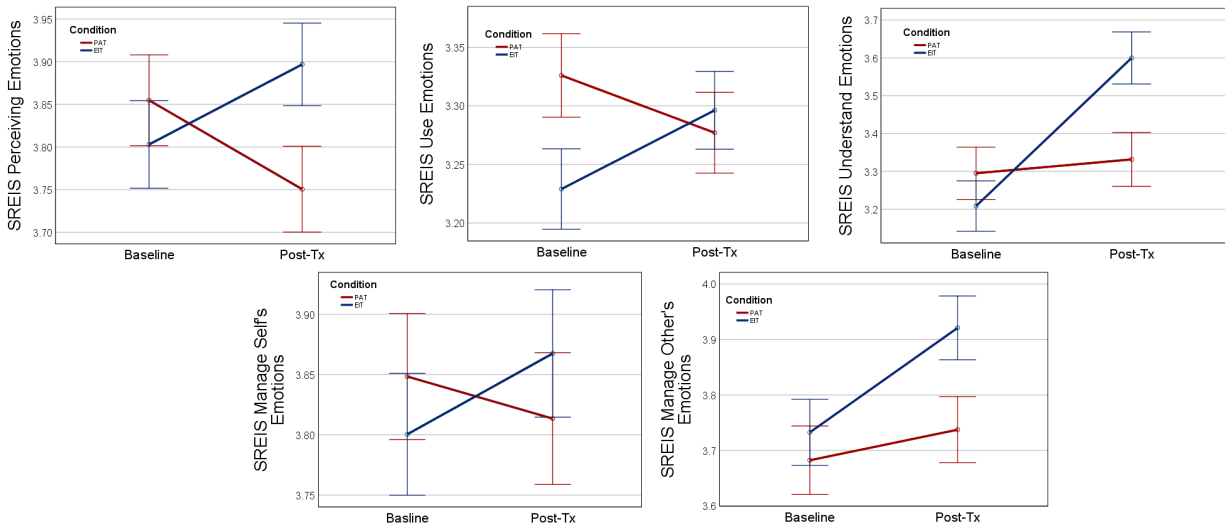 SREIS Perceiving Emotions
3.95
3.90
3.85
3.80
3.75
3.70
Condition
PAT
EIT
Baseline
Post-Tx
SREIS Use Emotions
3.35
3.30
3.25
3.20
Condition
PAT
EIT
Baseline
Post-Tx
SREIS Understand Emotions
3.7
3.6
3.5
3.4
3.3
3.2
Condition
PAT
EIT
Baseline
Post-Tx
SREIS Manage Self's
Emotions
3.90
3.85
3.80
3.75
Condition
PAT
EIT
Basline
Post-Tx
SREIS Manage Other's
Emotions
4.0
3.9
3.8
3.7
3.6
Condition
PAT
EIT
Baseline
Post-Tx